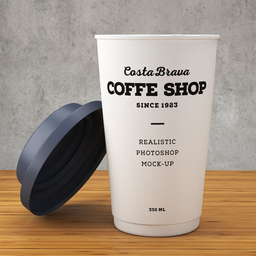 Costa Brava
COFFE SHOP
SINCE 1923
REALISTIC
PHOTOSHOP
MOCK-UP
330 ML